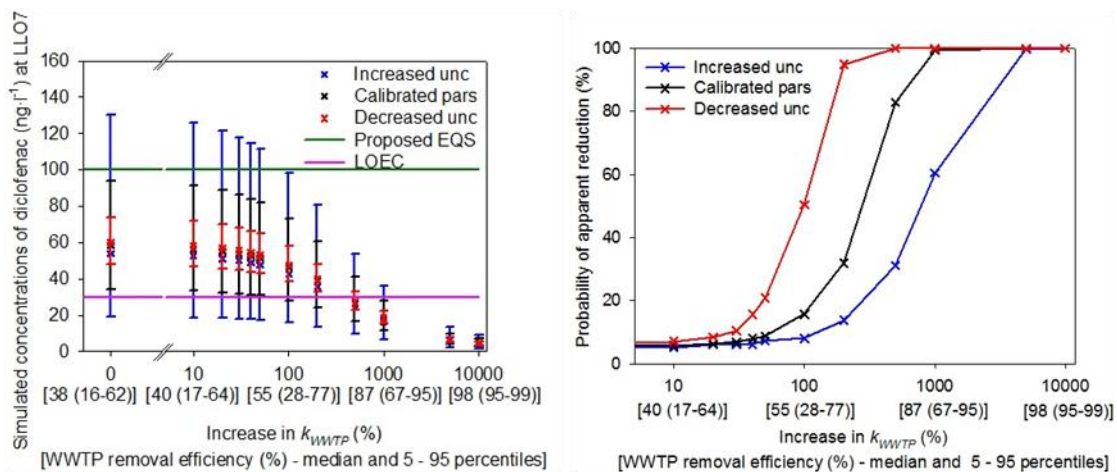 Simulated concentrations of diclofenac (ng·l⁻¹) at LLO7
160
140
120
100
80
60
40
20
0
Increased unc
Calibrated pars
Decreased unc
Proposed EQS
LOEC
0 10 100 1000 10000
[38 (16-62)] [40 (17-64)] [55 (28-77)] [87 (67-95)] [98 (95-99)]
Increase in kWWTP (%)
[WWTP removal efficiency (%) - median and 5 - 95 percentiles]
Probability of apparent reduction (%)
100
80
60
40
20
0
Increased unc
Calibrated pars
Decreased unc
10 100 1000 10000
[40 (17-64)] [55 (28-77)] [87 (67-95)] [98 (95-99)]
Increase in kWWTP (%)
[WWTP removal efficiency (%) - median and 5 - 95 percentiles]